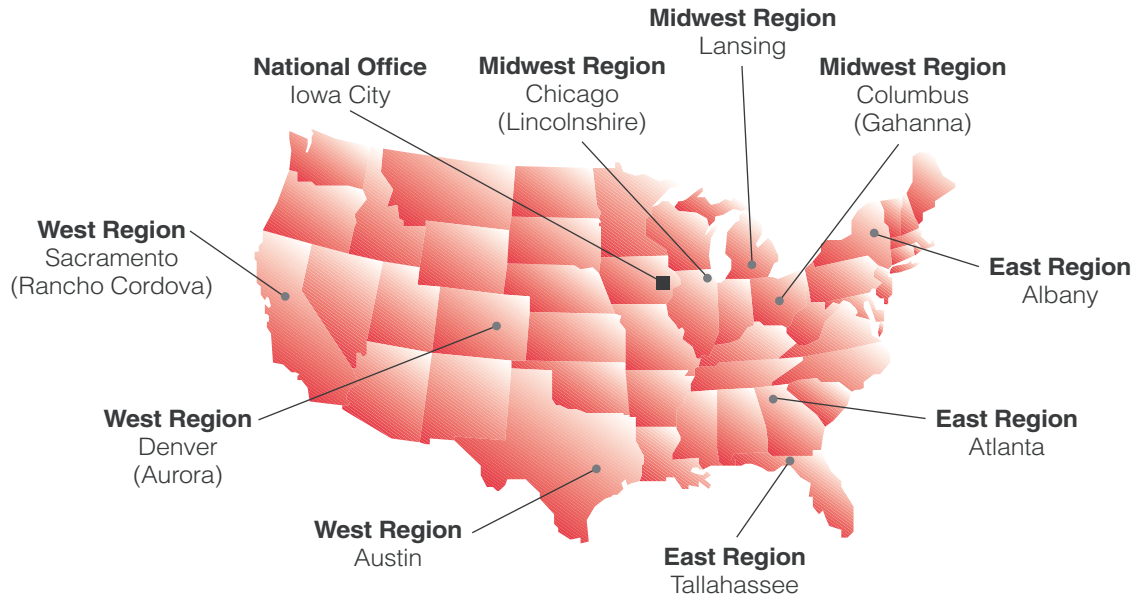 Midwest Region
Lansing
National Office
Iowa City
Midwest Region
Chicago
(Lincolnshire)
Midwest Region
Columbus
(Gahanna)
West Region
Sacramento
(Rancho Cordova)
East Region
Albany
West Region
Denver
(Aurora)
East Region
Atlanta
West Region
Austin
East Region
Tallahassee